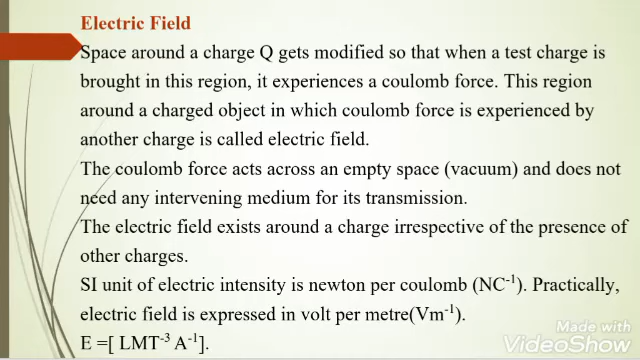 Electric Field
Space around a charge Q gets modified so that when a test charge is
brought in this region, it experiences a coulomb force. This region
around a charged object in which coulomb force is experienced by
another charge is called electric field.
The coulomb force acts across an empty space (vacuum) and does not
need any intervening medium for its transmission.
The electric field exists around a charge irrespective of the presence of
other charges.
SI unit of electric intensity is newton per coulomb (NC⁻¹). Practically,
electric field is expressed in volt per metre(Vm⁻¹).
E =[ LMT⁻³ A⁻¹].
Made with
VideoShow